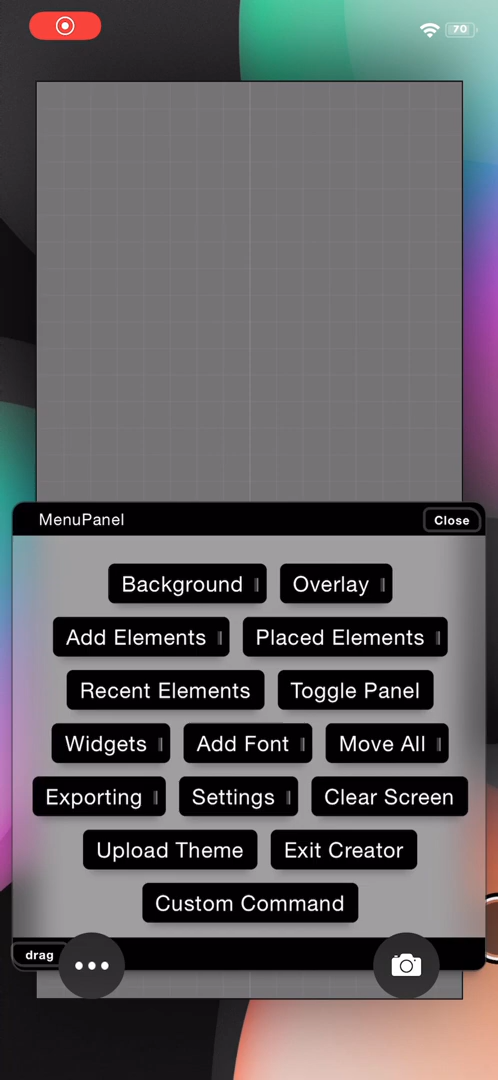 70
MenuPanel Close
Background Overlay
Add Elements Placed Elements
Recent Elements Toggle Panel
Widgets Add Font Move All
Exporting Settings Clear Screen
Upload Theme Exit Creator
Custom Command
drag